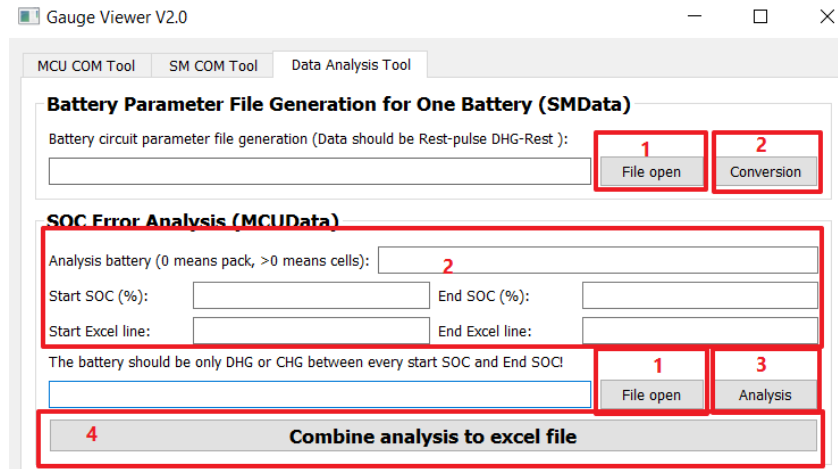 Gauge Viewer V2.0
MCU COM Tool SM COM Tool Data Analysis Tool
Battery Parameter File Generation for One Battery (SMData)
Battery circuit parameter file generation (Data should be Rest-pulse DHG-Rest ):
1 2
File open Conversion
SOC Error Analysis (MCUData)
Analysis battery (0 means pack, >0 means cells): 2
Start SOC (%): End SOC (%):
Start Excel line: End Excel line:
The battery should be only DHG or CHG between every start SOC and End SOC!
1 3
File open Analysis
4 Combine analysis to excel file